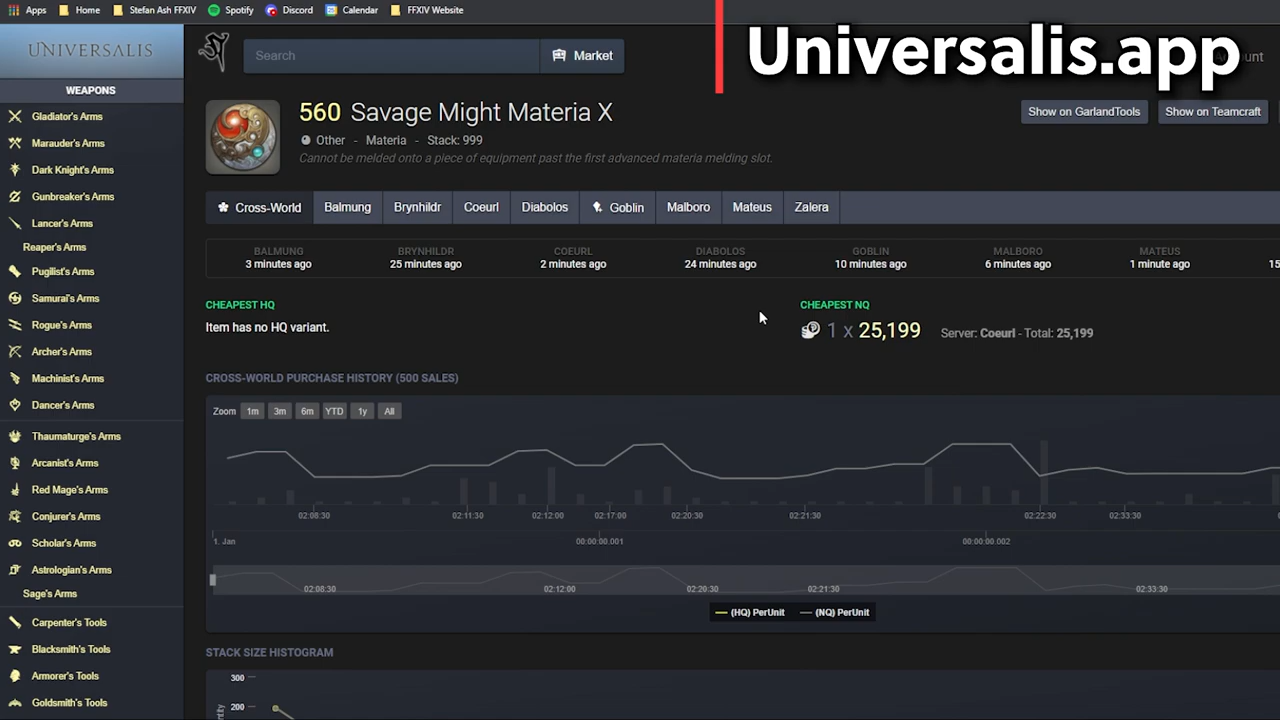 Apps Home Stefan Ash FFXIV Spotify Discord Calendar FFXIV Website
Universalis.app
UNIVERSALIS
Search
Market
WEAPONS
Gladiator's Arms
Marauder's Arms
Dark Knight's Arms
Gunbreaker's Arms
Lancer's Arms
Reaper's Arms
Pugilist's Arms
Samurai's Arms
Rogue's Arms
Archer's Arms
Machinist's Arms
Dancer's Arms
Thaumaturge's Arms
Arcanist's Arms
Red Mage's Arms
Conjurer's Arms
Scholar's Arms
Astrologian's Arms
Sage's Arms
Carpenter's Tools
Blacksmith's Tools
Armorer's Tools
Goldsmith's Tools
560 Savage Might Materia X
Show on GarlandTools Show on Teamcraft
Other - Materia - Stack: 999
Cannot be melded onto a piece of equipment past the first advanced materia melding slot.
Cross-World Balmung Brynhildr Coeurl Diabolos Goblin Malboro Mateus Zalera
BALMUNG BRYNHILDR COEURL DIABOLOS GOBLIN MALBORO MATEUS
3 minutes ago 25 minutes ago 2 minutes ago 24 minutes ago 10 minutes ago 6 minutes ago 1 minute ago 15
CHEAPEST HQ CHEAPEST NQ
Item has no HQ variant.
1 x 25,199 Server: Coeurl - Total: 25,199
CROSS-WORLD PURCHASE HISTORY (500 SALES)
Zoom 1m 3m 6m YTD 1y All
02:08:30 02:11:30 02:12:00 02:17:00 02:20:30 02:21:30 02:22:30 02:33:30
1. Jan 00:00:00.001 00:00:00.002
02:08:30 02:12:00 02:20:30 02:21:30 02:33:30
(HQ) PerUnit (NQ) PerUnit
STACK SIZE HISTOGRAM
300
200